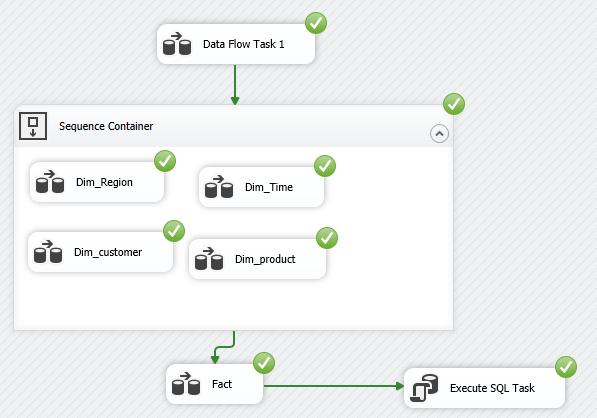 Data Flow Task 1
Sequence Container
Dim_Region
Dim_Time
Dim_customer
Dim_product
Fact
Execute SQL Task